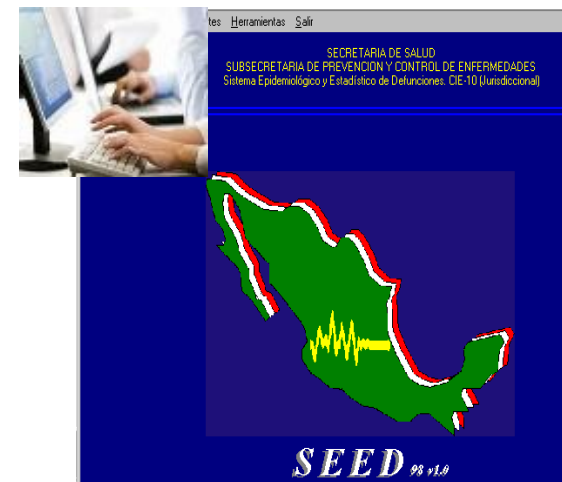 tes Herramientas Salir
SECRETARIA DE SALUD
SUBSECRETARIA DE PREVENCION Y CONTROL DE ENFERMEDADES
Sistema Epidemiológico y Estadístico de Defunciones. CIE-10 (Jurisdiccional)
SEED 98 v1.0